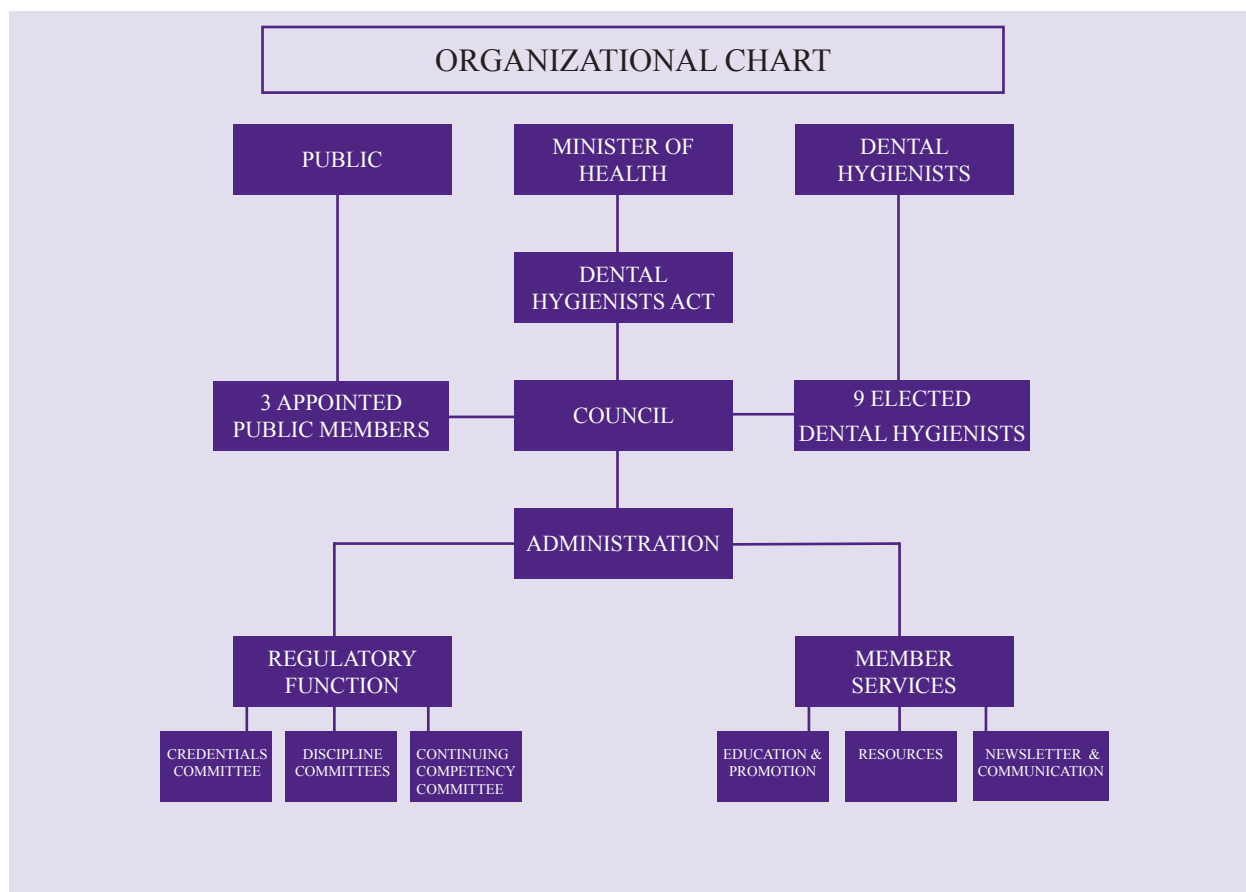 ORGANIZATIONAL CHART
PUBLIC
MINISTER OF
HEALTH
DENTAL
HYGIENISTS
DENTAL
HYGIENISTS ACT
3 APPOINTED
PUBLIC MEMBERS
COUNCIL
9 ELECTED
DENTAL HYGIENISTS
ADMINISTRATION
REGULATORY
FUNCTION
MEMBER
SERVICES
CREDENTIALS
COMMITTEE
DISCIPLINE
COMMITTEES
CONTINUING
COMPETENCY
COMMITTEE
EDUCATION &
PROMOTION
RESOURCES
NEWSLETTER &
COMMUNICATION